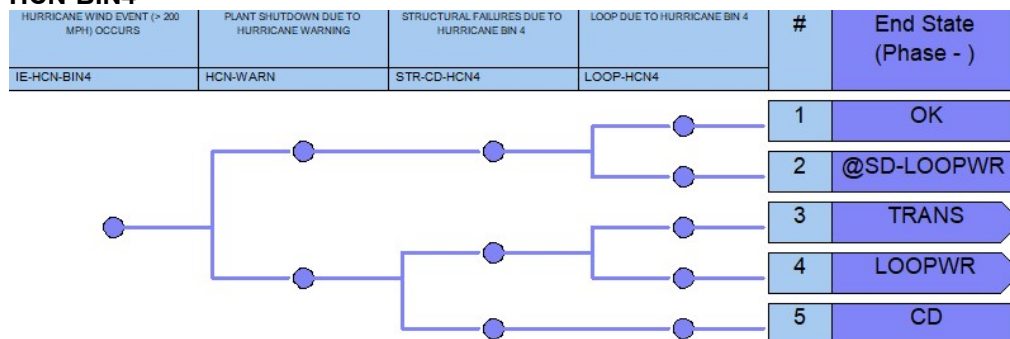 HCN-BIN4
HURRICANE WIND EVENT (> 200
MPH) OCCURS
PLANT SHUTDOWN DUE TO
HURRICANE WARNING
STRUCTURAL FAILURES DUE TO
HURRICANE BIN 4
LOOP DUE TO HURRICANE BIN 4
#
End State
(Phase - )
IE-HCN-BIN4
HCN-WARN
STR-CD-HCN4
LOOP-HCN4
1
OK
2
@SD-LOOPWR
3
TRANS
4
LOOPWR
5
CD